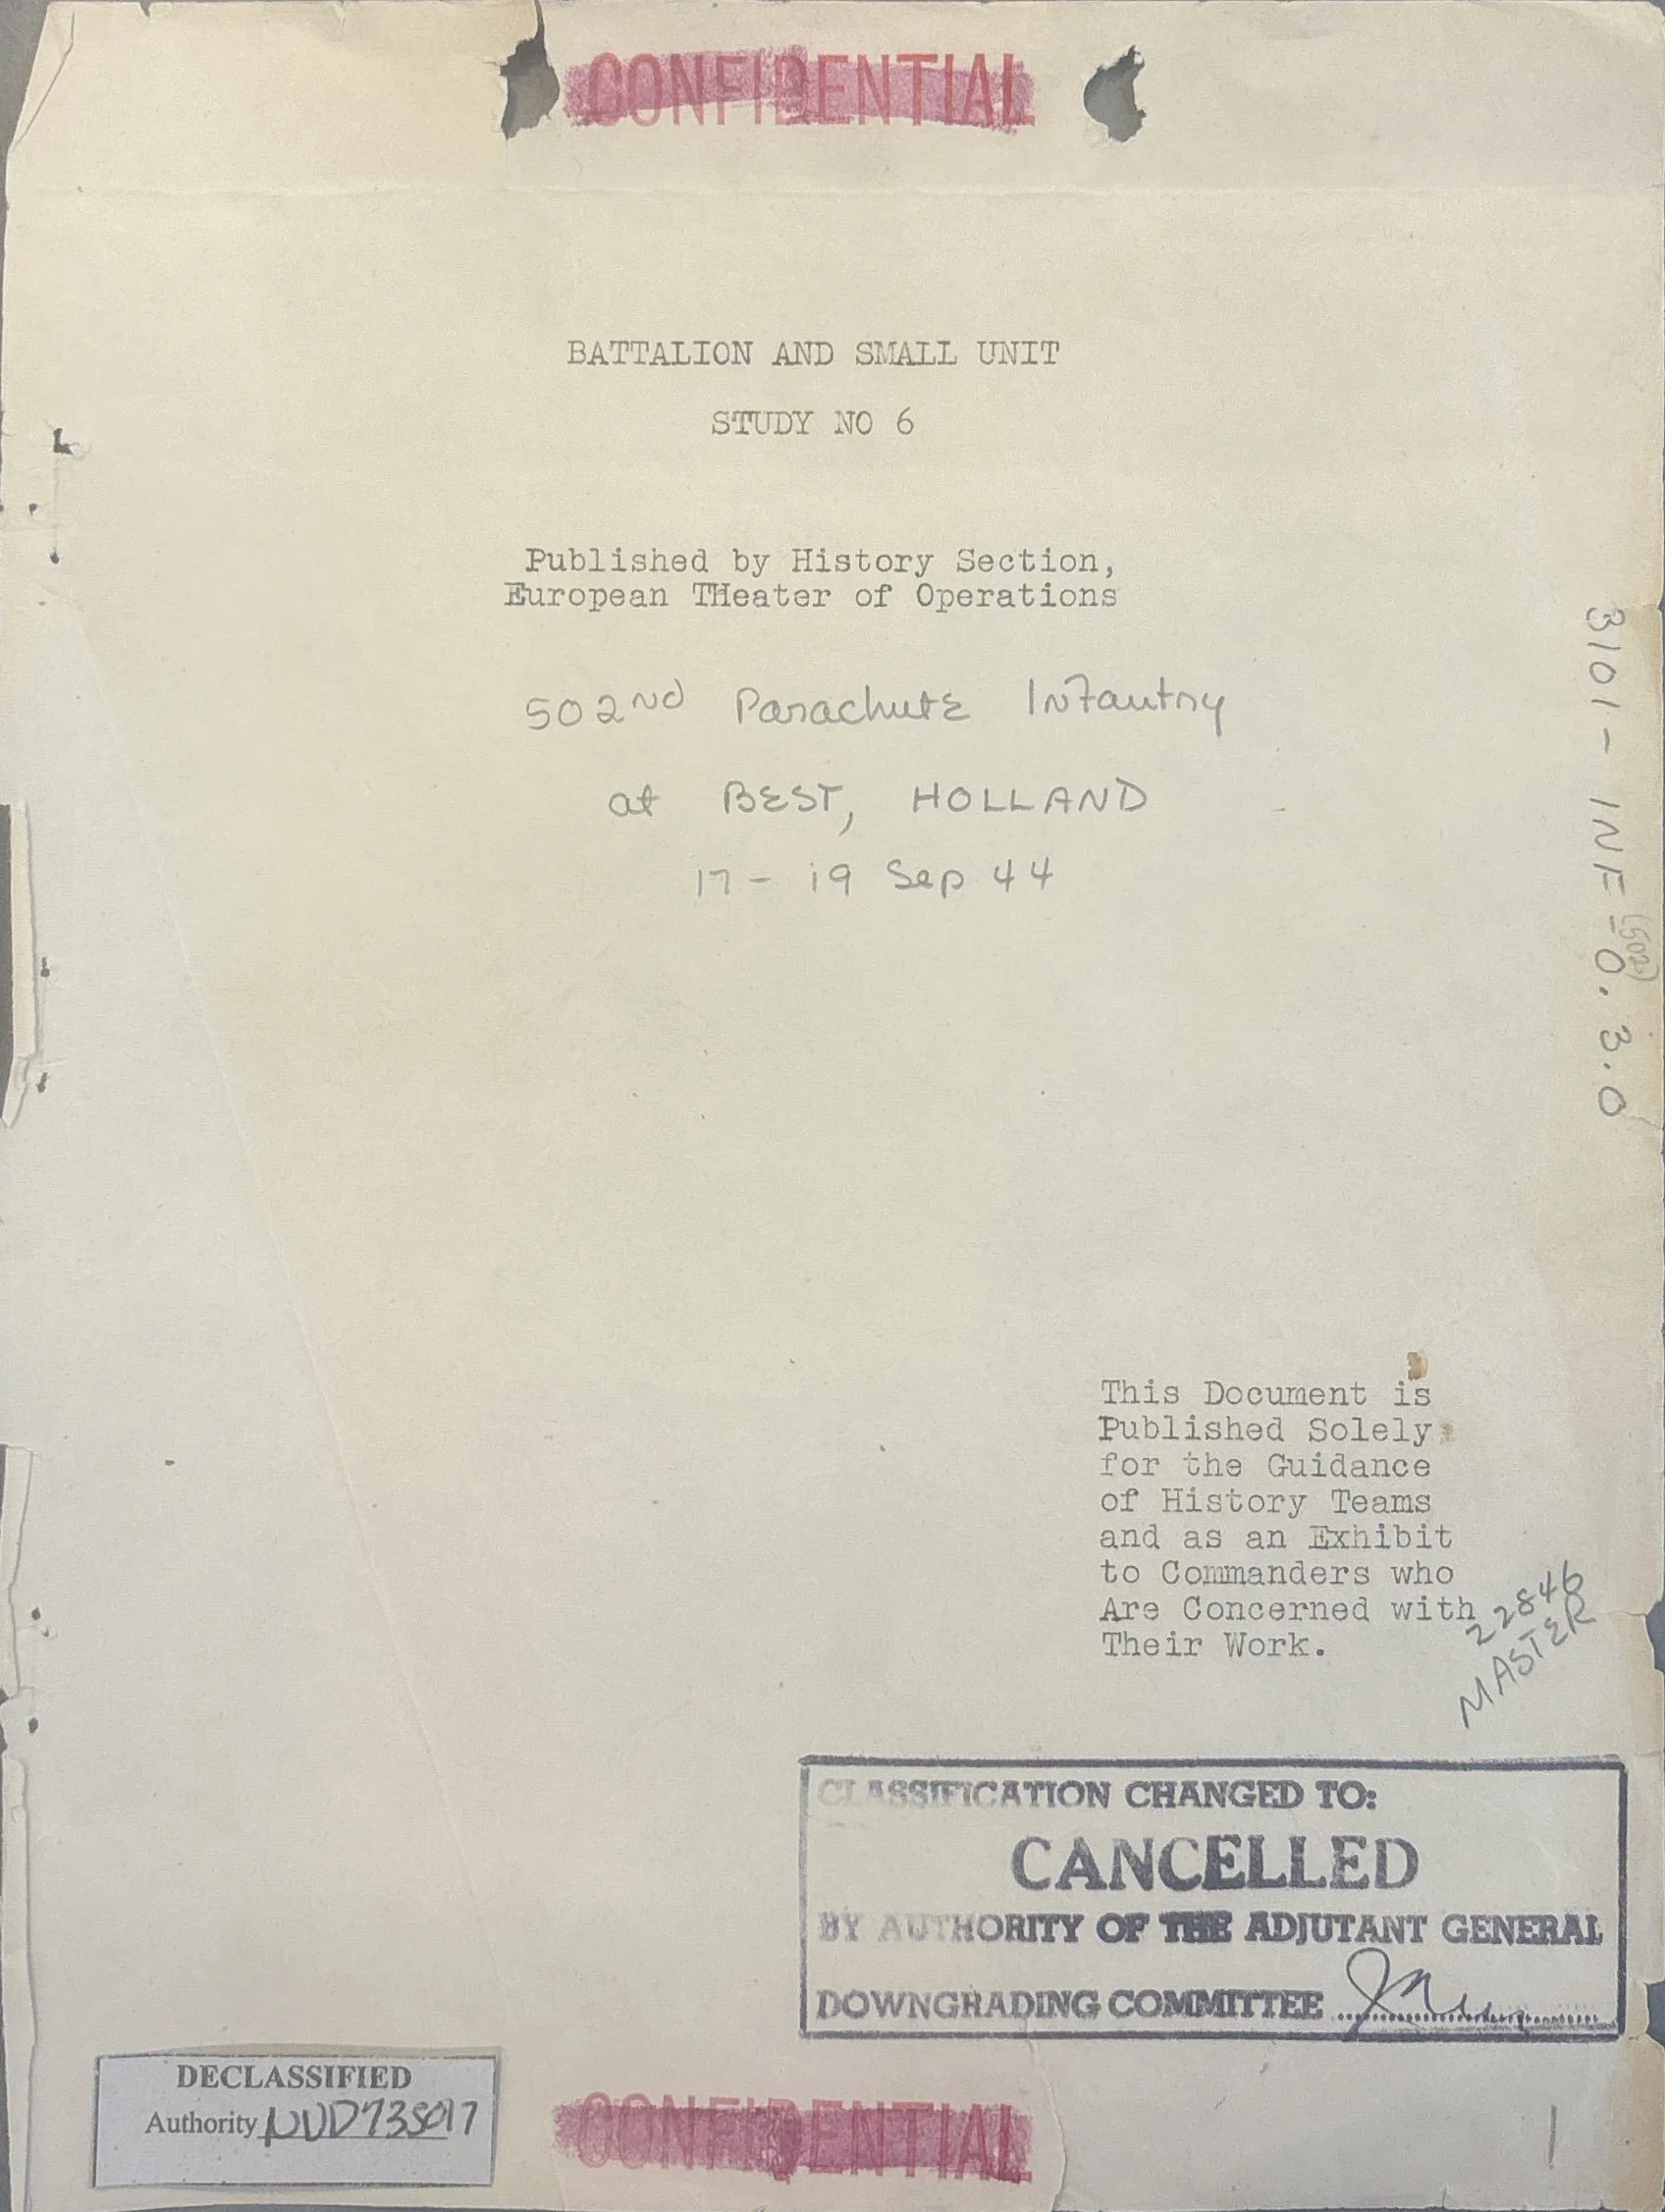 CONFIDENTIAL
BATTALION AND SMALL UNIT
STUDY NO 6
Published by History Section,
European THeater of Operations
502ND Parachute Infantry
at BEST, HOLLAND
17 - 19 Sep 44
3101 - INF - 0.3.0
(502)
This Document is
Published Solely
for the Guidance
of History Teams
and as an Exhibit
to Commanders who
Are Concerned with
Their Work.
22846
MASTER
CLASSIFICATION CHANGED TO:
CANCELLED
BY AUTHORITY OF THE ADJUTANT GENERAL
DOWNGRADING COMMITTEE
DECLASSIFIED
Authority NND735017
CONFIDENTIAL
1